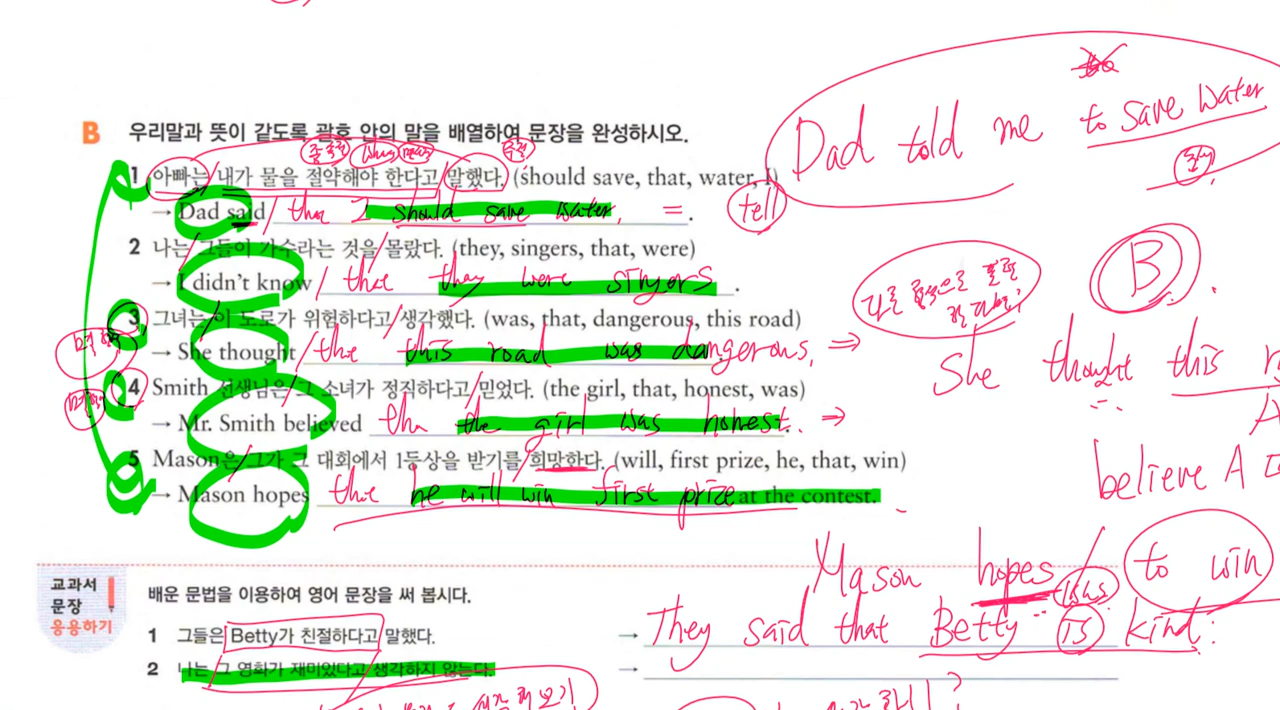 B 우리말과 뜻이 같도록 괄호 안의 말을 배열하여 문장을 완성하시오.
Dad told me to save water
1 아빠는 내가 물을 절약해야 한다고 말했다. (should save, that, water, I)
→ Dad said that I should save water. =.
tell
2 나는 그들이 가수라는 것을 몰랐다. (they, singers, that, were)
→ I didn't know that they were
B
3 그녀는 이 도로가 위험하다고 생각했다. (was, that, dangerous, this road)
→ She thought this road was dangerous. ⇒ She thought this
4 Smith 선생님은 그 소녀가 정직하다고 믿었다. (the girl, that, honest, was)
→ Mr. Smith believed the girl was honest. ⇒
believe A
5 Mason은 그가 그 대회에서 1등상을 받기를 희망한다. (will, first prize, he, that, win)
→ Mason hopes that he will win first prize at the contest.
Mason hopes to win
교과서
문장
응용하기
배운 문법을 이용하여 영어 문장을 써 봅시다.
was
1 그들은 Betty가 친절하다고 말했다. → They said that Betty is kind.
2 나는 그 영화가 재미있다고 생각하지 않는다. →